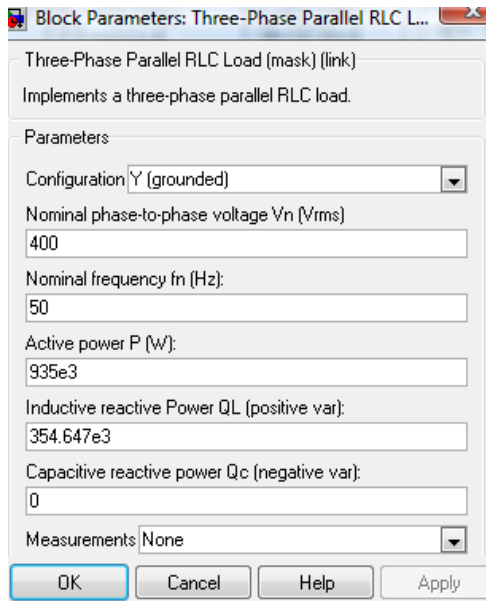 Block Parameters: Three-Phase Parallel RLC L...
Three-Phase Parallel RLC Load (mask) (link)
Implements a three-phase parallel RLC load.
Parameters
Configuration Y (grounded)
Nominal phase-to-phase voltage Vn (Vrms)
400
Nominal frequency fn (Hz):
50
Active power P (W):
935e3
Inductive reactive Power QL (positive var):
354.647e3
Capacitive reactive power Qc (negative var):
0
Measurements None
OK Cancel Help Apply